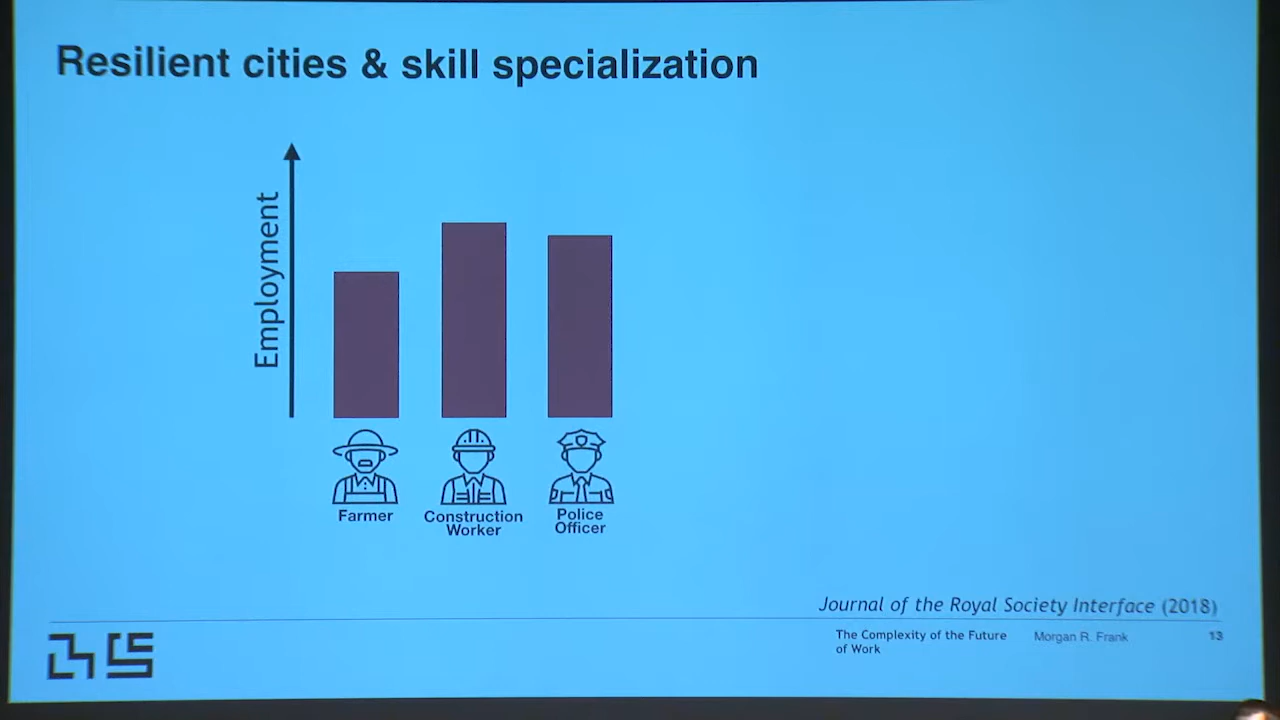 Resilient cities & skill specialization
Employment
Farmer
Construction
Worker
Police
Officer
Journal of the Royal Society Interface (2018)
The Complexity of the Future
of Work
Morgan R. Frank
13